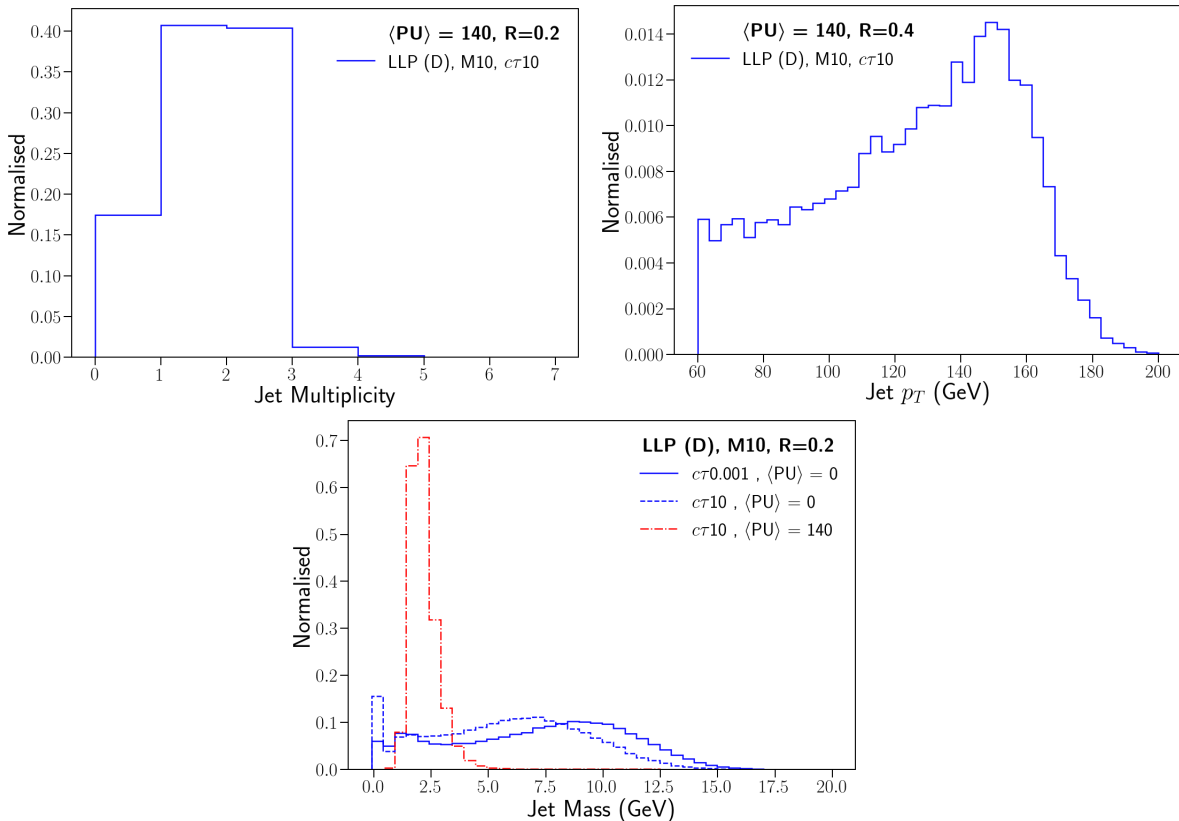 ⟨PU⟩ = 140, R=0.2
LLP (D), M10, cτ10
Normalised
0.40
0.35
0.30
0.25
0.20
0.15
0.10
0.05
0.00
0 1 2 3 4 5 6 7
Jet Multiplicity
⟨PU⟩ = 140, R=0.4
LLP (D), M10, cτ10
Normalised
0.014
0.012
0.010
0.008
0.006
0.004
0.002
0.000
60 80 100 120 140 160 180 200
Jet pT (GeV)
LLP (D), M10, R=0.2
cτ0.001 , ⟨PU⟩ = 0
cτ10 , ⟨PU⟩ = 0
cτ10 , ⟨PU⟩ = 140
Normalised
0.7
0.6
0.5
0.4
0.3
0.2
0.1
0.0
0.0 2.5 5.0 7.5 10.0 12.5 15.0 17.5 20.0
Jet Mass (GeV)